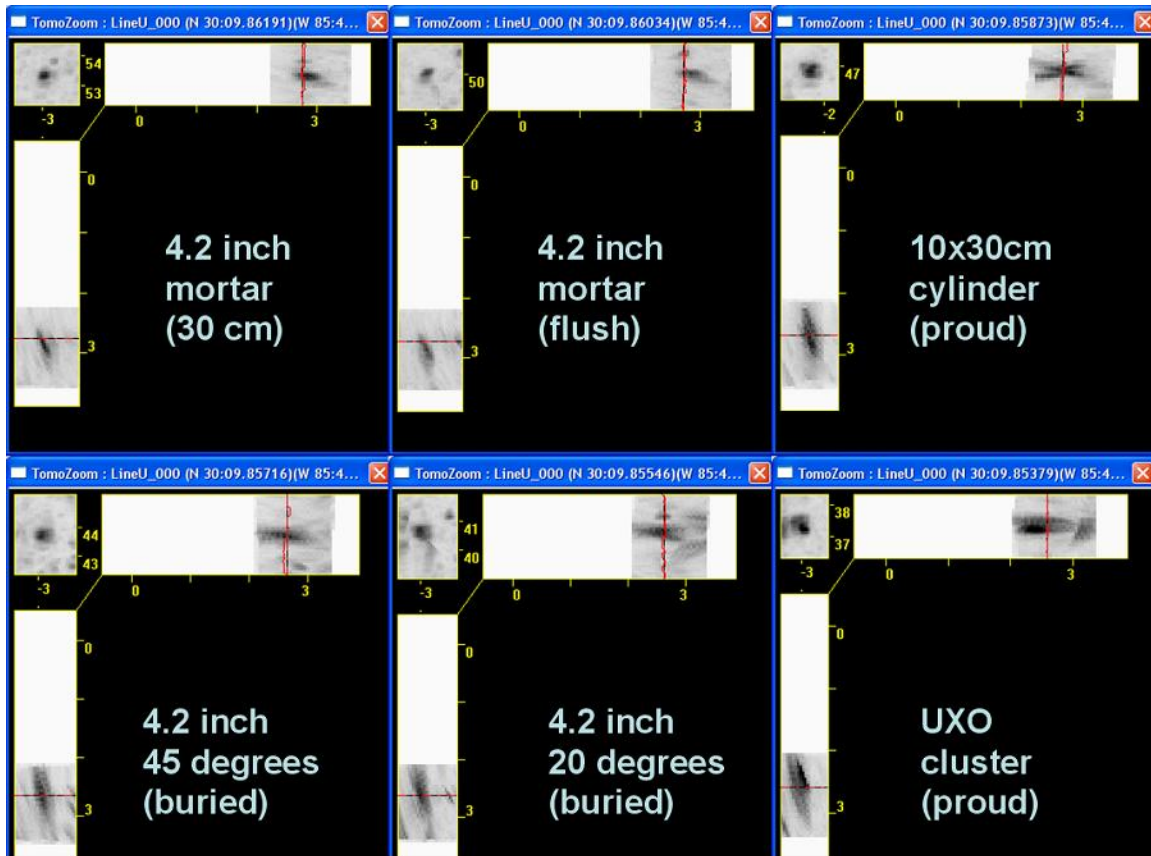 TomoZoom : LineU_000 (N 30:09.86191)(W 85:4...
54
53
-3
0
3
0
3
4.2 inch
mortar
(30 cm)
TomoZoom : LineU_000 (N 30:09.86034)(W 85:4...
50
-3
0
3
0
3
4.2 inch
mortar
(flush)
TomoZoom : LineU_000 (N 30:09.85873)(W 85:4...
47
-2
0
3
0
3
10x30cm
cylinder
(proud)
TomoZoom : LineU_000 (N 30:09.85716)(W 85:4...
44
43
-3
0
3
0
3
4.2 inch
45 degrees
(buried)
TomoZoom : LineU_000 (N 30:09.85546)(W 85:4...
41
40
-3
0
3
0
3
4.2 inch
20 degrees
(buried)
TomoZoom : LineU_000 (N 30:09.85379)(W 85:4...
38
37
-3
0
3
0
3
UXO
cluster
(proud)